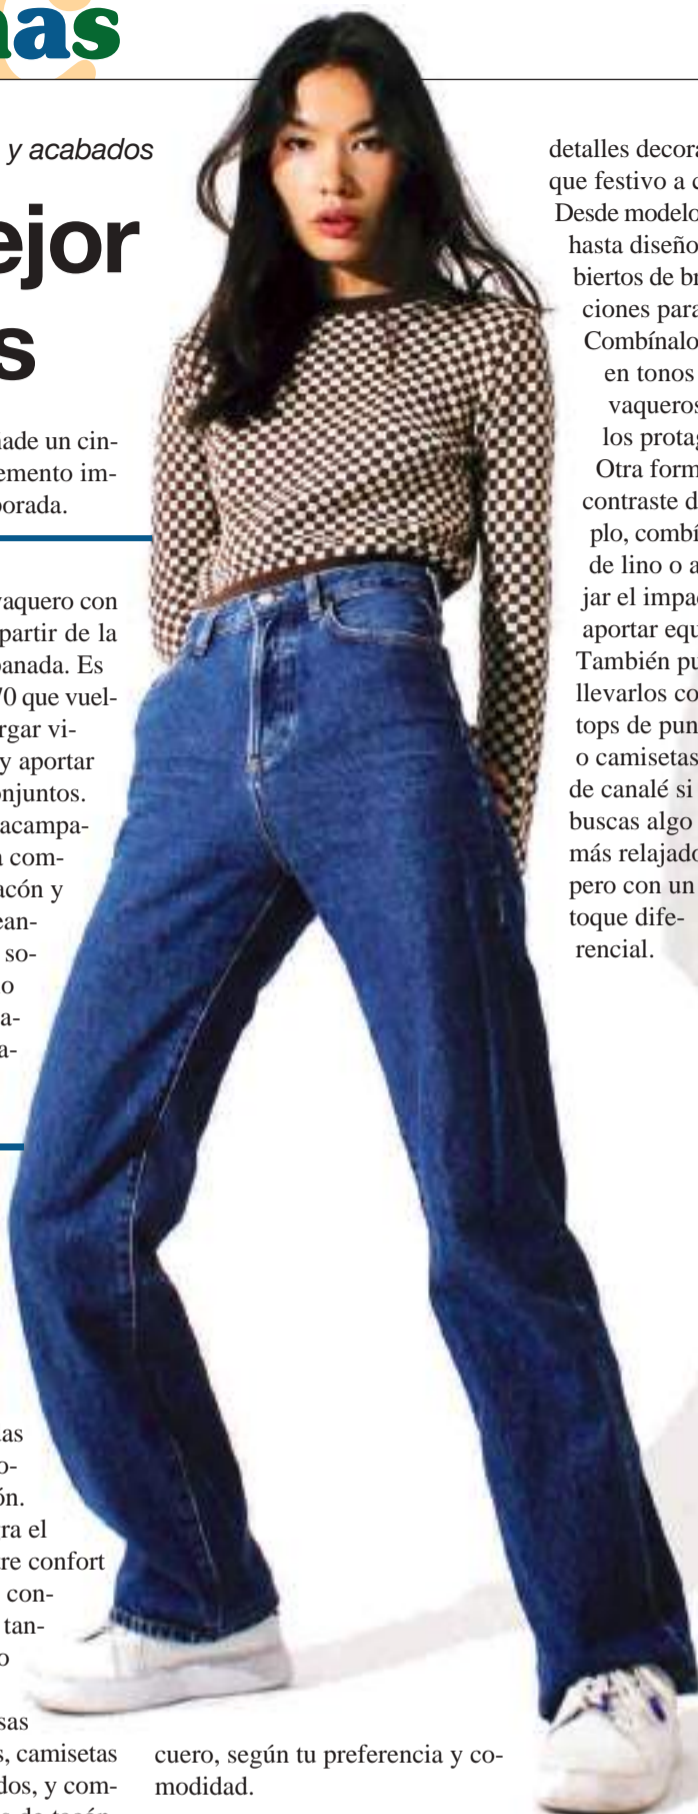 as
y acabados
ejor
s
ade un cin-
emento im-
porada.
vaquero con
partir de la
panada. Es
70 que vuel-
rgar vi-
y aportar
njuntos.
acampa-
a com-
acón y
ean-
so-
o
a-
a-
as
o-
ón.
ra el
re confort
con-
tan-
o
sas
s, camisetas
dos, y com-
cuero, según tu preferencia y co-
modidad.
detalles decora
que festivo a c
Desde modelo
hasta diseño
biertos de br
ciones para
Combínalo
en tonos
vaqueros
los protag
Otra form
contraste d
plo, combí
de lino o a
jar el impac
aportar equ
También pu
llevarlos co
tops de pun
o camisetas
de canalé si
buscas algo
más relajado
pero con un
toque dife-
rencial.